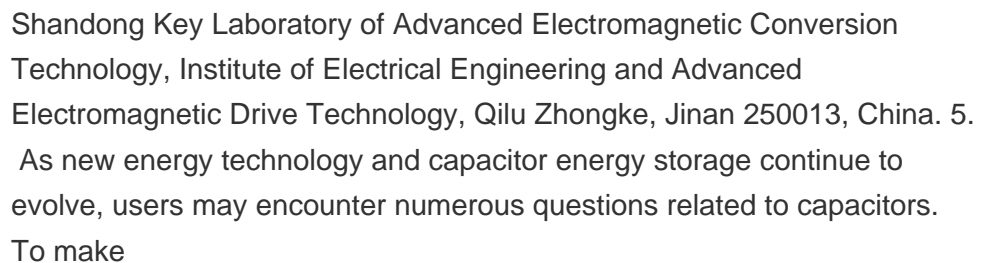 Shandong Key Laboratory of Advanced Electromagnetic Conversion
Technology, Institute of Electrical Engineering and Advanced
Electromagnetic Drive Technology, Qilu Zhongke, Jinan 250013, China. 5.
As new energy technology and capacitor energy storage continue to
evolve, users may encounter numerous questions related to capacitors.
To make